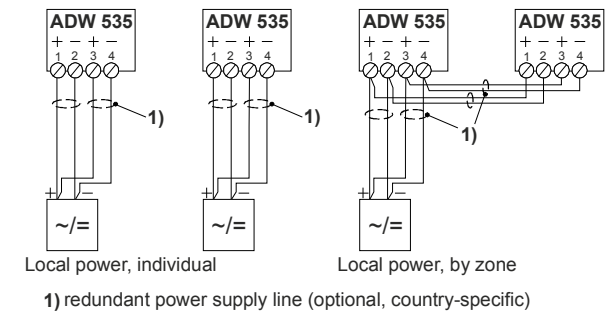 ADW 535 ADW 535 ADW 535 ADW 535
+ − + − + − + − + − + − + − + −
1 2 3 4 1 2 3 4 1 2 3 4 1 2 3 4
1) 1) 1)
+ − + − + −
~/= ~/= ~/=
Local power, individual Local power, by zone
1) redundant power supply line (optional, country-specific)